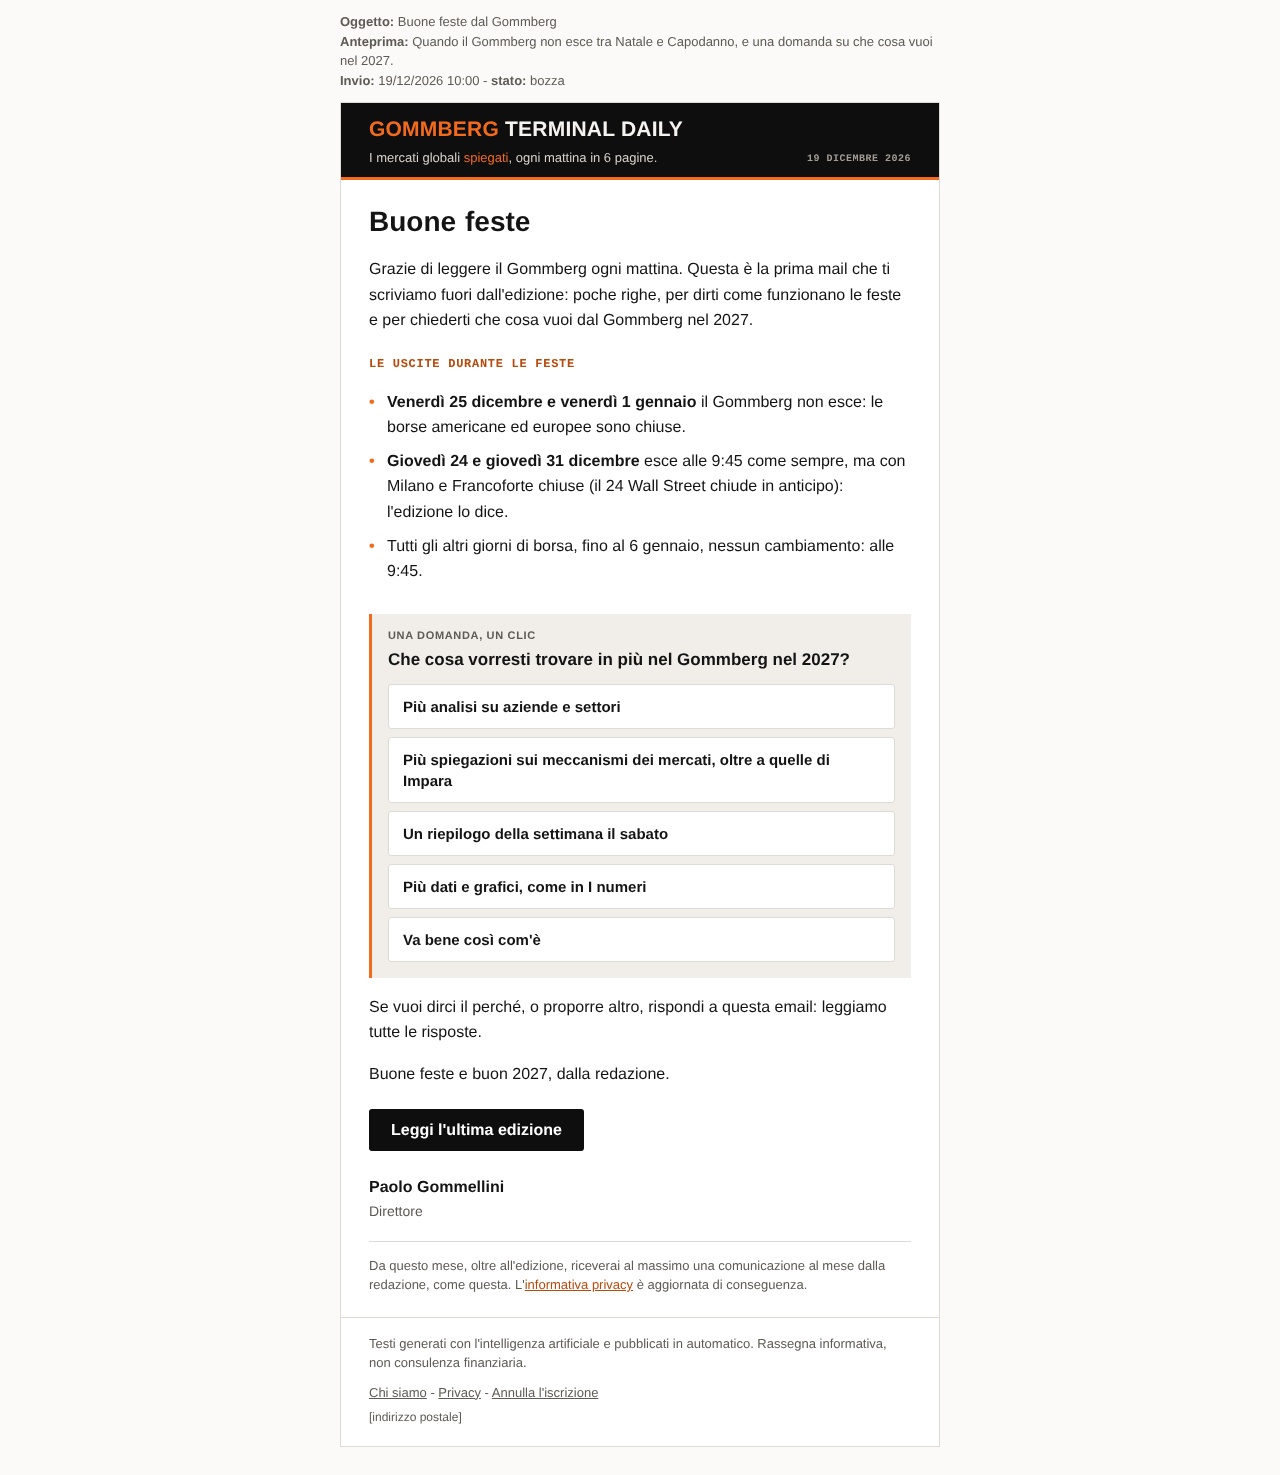 Oggetto: Buone feste dal Gommberg
Anteprima: Quando il Gommberg non esce tra Natale e Capodanno, e una domanda su che cosa vuoi
nel 2027.
Invio: 19/12/2026 10:00 - stato: bozza
GOMMBERG TERMINAL DAILY
I mercati globali spiegati, ogni mattina in 6 pagine.
19 DICEMBRE 2026
Buone feste
Grazie di leggere il Gommberg ogni mattina. Questa è la prima mail che ti
scriviamo fuori dall'edizione: poche righe, per dirti come funzionano le feste
e per chiederti che cosa vuoi dal Gommberg nel 2027.
LE USCITE DURANTE LE FESTE
• Venerdì 25 dicembre e venerdì 1 gennaio il Gommberg non esce: le
borse americane ed europee sono chiuse.
• Giovedì 24 e giovedì 31 dicembre esce alle 9:45 come sempre, ma con
Milano e Francoforte chiuse (il 24 Wall Street chiude in anticipo):
l'edizione lo dice.
• Tutti gli altri giorni di borsa, fino al 6 gennaio, nessun cambiamento: alle
9:45.
UNA DOMANDA, UN CLIC
Che cosa vorresti trovare in più nel Gommberg nel 2027?
Più analisi su aziende e settori
Più spiegazioni sui meccanismi dei mercati, oltre a quelle di
Impara
Un riepilogo della settimana il sabato
Più dati e grafici, come in I numeri
Va bene così com'è
Se vuoi dirci il perché, o proporre altro, rispondi a questa email: leggiamo
tutte le risposte.
Buone feste e buon 2027, dalla redazione.
Leggi l'ultima edizione
Paolo Gommellini
Direttore
Da questo mese, oltre all'edizione, riceverai al massimo una comunicazione al mese dalla
redazione, come questa. L'informativa privacy è aggiornata di conseguenza.
Testi generati con l'intelligenza artificiale e pubblicati in automatico. Rassegna informativa,
non consulenza finanziaria.
Chi siamo - Privacy - Annulla l'iscrizione
[indirizzo postale]